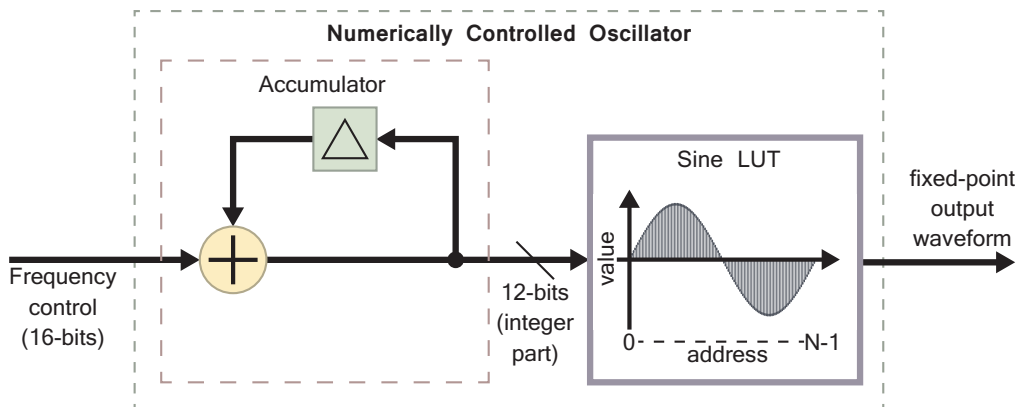 Numerically Controlled Oscillator
Accumulator
Sine LUT
fixed-point
output
waveform
value
Frequency
control
(16-bits)
12-bits
(integer
part)
0
N-1
address